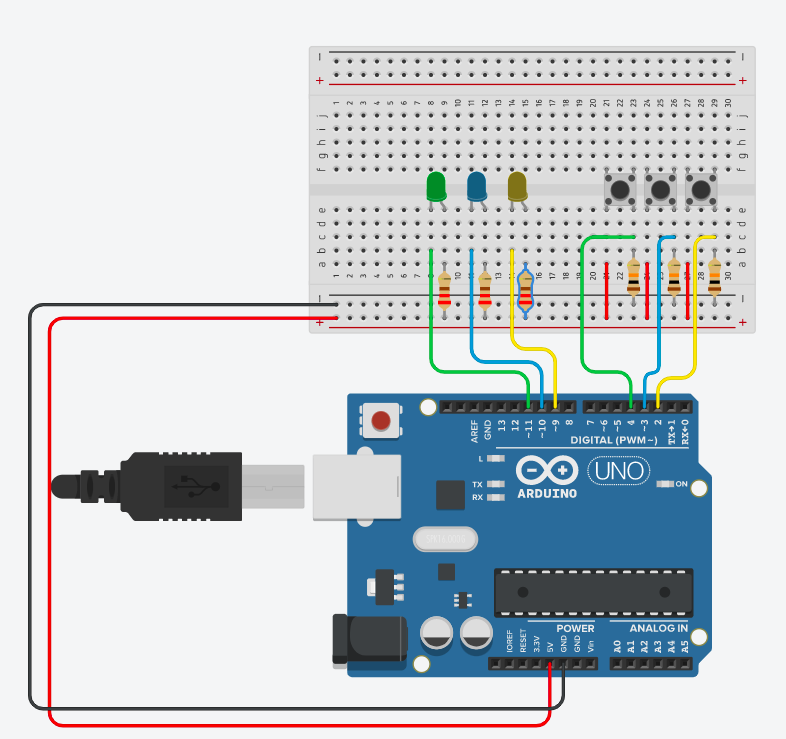 − −
+ +
1 2 3 4 5 6 7 8 9 10 11 12 13 14 15 16 17 18 19 20 21 22 23 24 25 26 27 28 29 30
j j
i i
h h
g g
f f
e e
d d
c c
b b
a a
1 2 3 4 5 6 7 8 9 10 11 12 13 14 15 16 17 18 19 20 21 22 23 24 25 26 27 28 29 30
− −
+ +
AREF GND 13 12 ~11 ~10 ~9 8 7 ~6 ~5 4 ~3 2 TX→1 RX←0
DIGITAL (PWM~)
L
TX
RX
ARDUINO
UNO
ON
POWER ANALOG IN
IOREF RESET 3.3V 5V GND GND Vin A0 A1 A2 A3 A4 A5